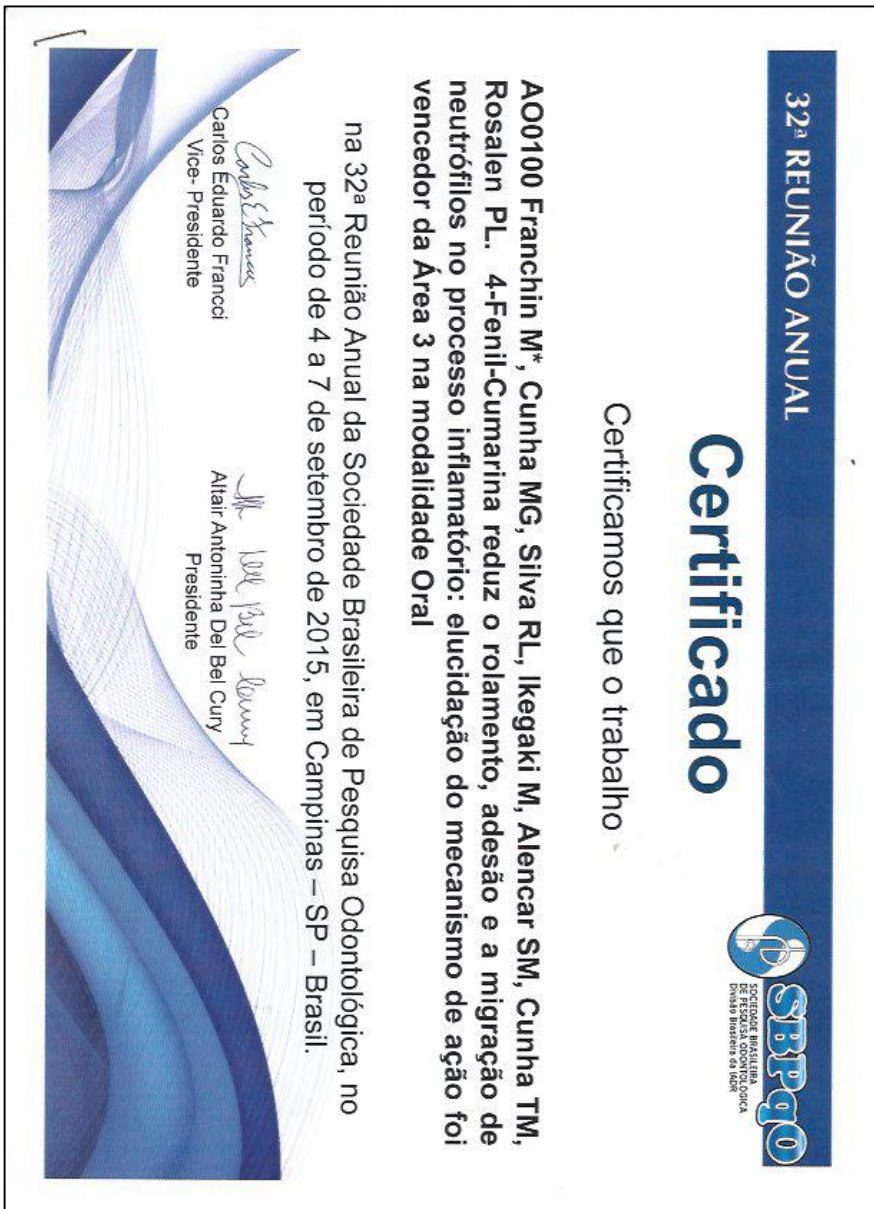 32ª REUNIÃO ANUAL
SBPqO
SOCIEDADE BRASILEIRA
DE PESQUISA ODONTOLÓGICA
Divisão Brasileira da IADR
Certificado
Certificamos que o trabalho
AO0100 Franchin M*, Cunha MG, Silva RL, Ikegaki M, Alencar SM, Cunha TM,
Rosalen PL. 4-Fenil-Cumarina reduz o rolamento, adesão e a migração de
neutrófilos no processo inflamatório: elucidação do mecanismo de ação foi
vencedor da Área 3 na modalidade Oral
na 32ª Reunião Anual da Sociedade Brasileira de Pesquisa Odontológica, no
período de 4 a 7 de setembro de 2015, em Campinas – SP – Brasil.
Carlos Eduardo Francci
Vice- Presidente
Altair Antoninha Del Bel Cury
Presidente